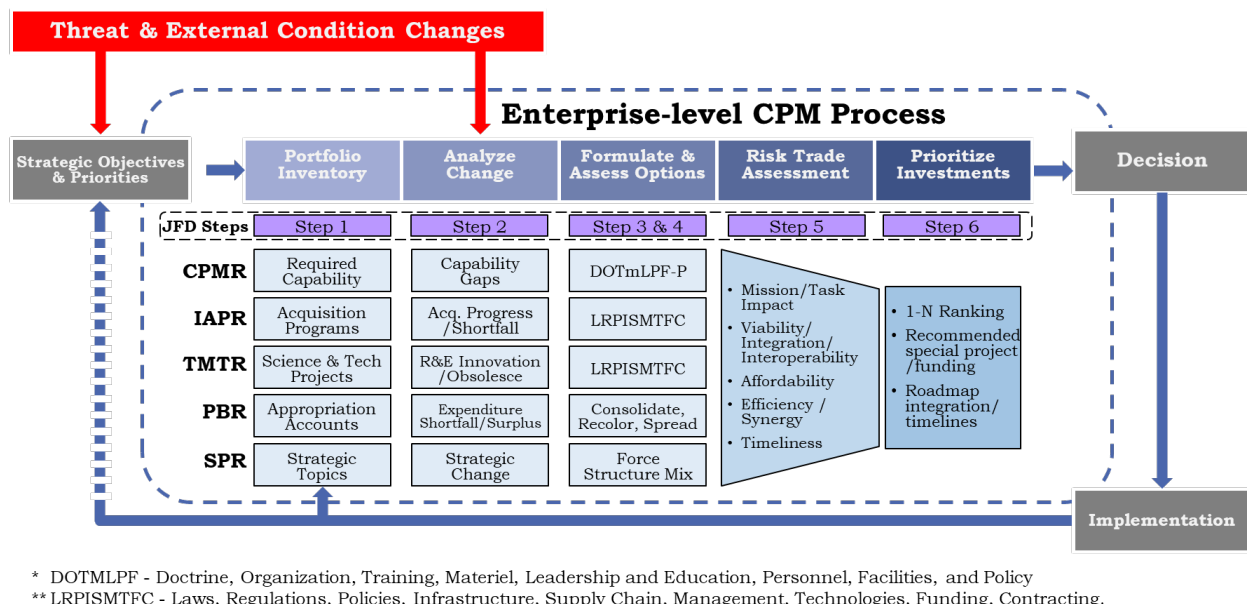 Threat & External Condition Changes
Enterprise-level CPM Process
Strategic Objectives
& Priorities
Portfolio
Inventory
Analyze
Change
Formulate &
Assess Options
Risk Trade
Assessment
Prioritize
Investments
Decision
JFD Steps
Step 1
Step 2
Step 3 & 4
Step 5
Step 6
CPMR
Required
Capability
Capability
Gaps
DOTmLPF-P
IAPR
Acquisition
Programs
Acq. Progress
/Shortfall
LRPISMTFC
TMTR
Science & Tech
Projects
R&E Innovation
/Obsolesce
LRPISMTFC
PBR
Appropriation
Accounts
Expenditure
Shortfall/Surplus
Consolidate,
Recolor, Spread
SPR
Strategic
Topics
Strategic
Change
Force
Structure Mix
• Mission/Task
Impact
• Viability/
Integration/
Interoperability
• Affordability
• Efficiency /
Synergy
• Timeliness
• 1-N Ranking
• Recommended
special project
/funding
• Roadmap
integration/
timelines
Implementation
* DOTMLPF - Doctrine, Organization, Training, Materiel, Leadership and Education, Personnel, Facilities, and Policy
** LRPISMTFC - Laws, Regulations, Policies, Infrastructure, Supply Chain, Management, Technologies, Funding, Contracting,